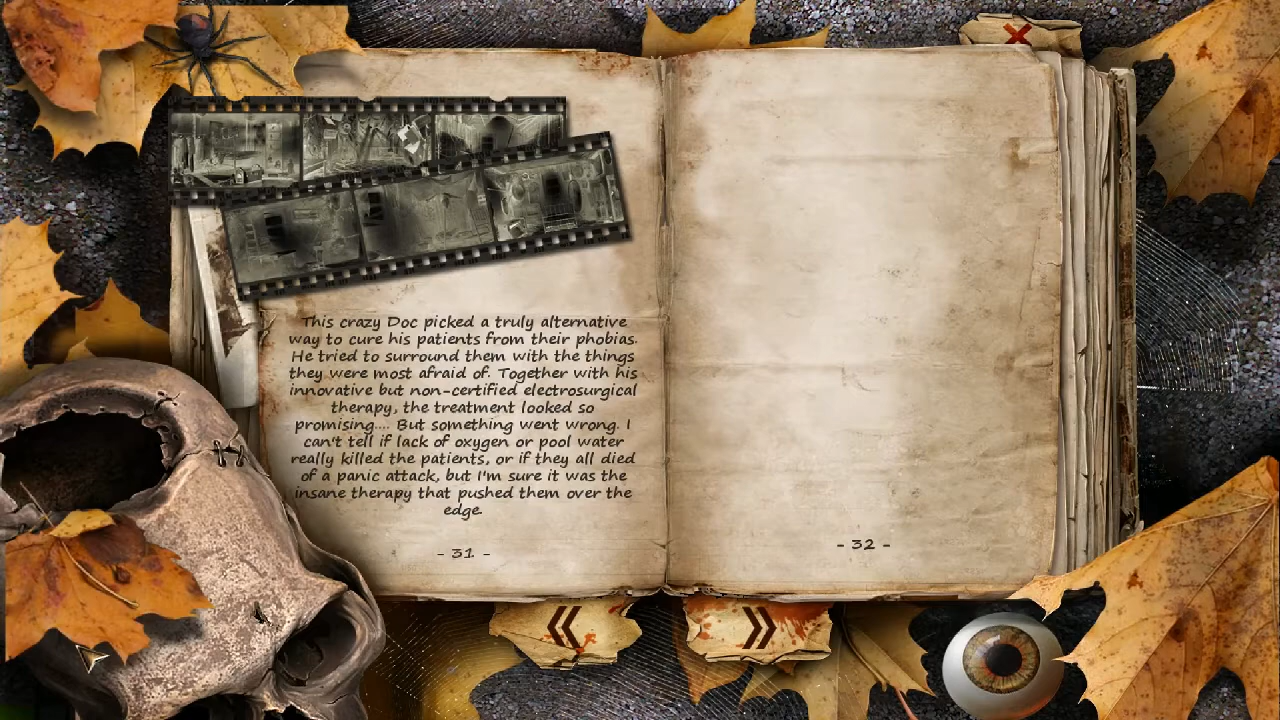 This crazy Doc picked a truly alternative
way to cure his patients from their phobias.
He tried to surround them with the things
they were most afraid of. Together with his
innovative but non-certified electrosurgical
therapy, the treatment looked so
promising.... But something went wrong. I
can't tell if lack of oxygen or pool water
really killed the patients, or if they all died
of a panic attack, but I'm sure it was the
insane therapy that pushed them over the
edge.
- 31 -
- 32 -